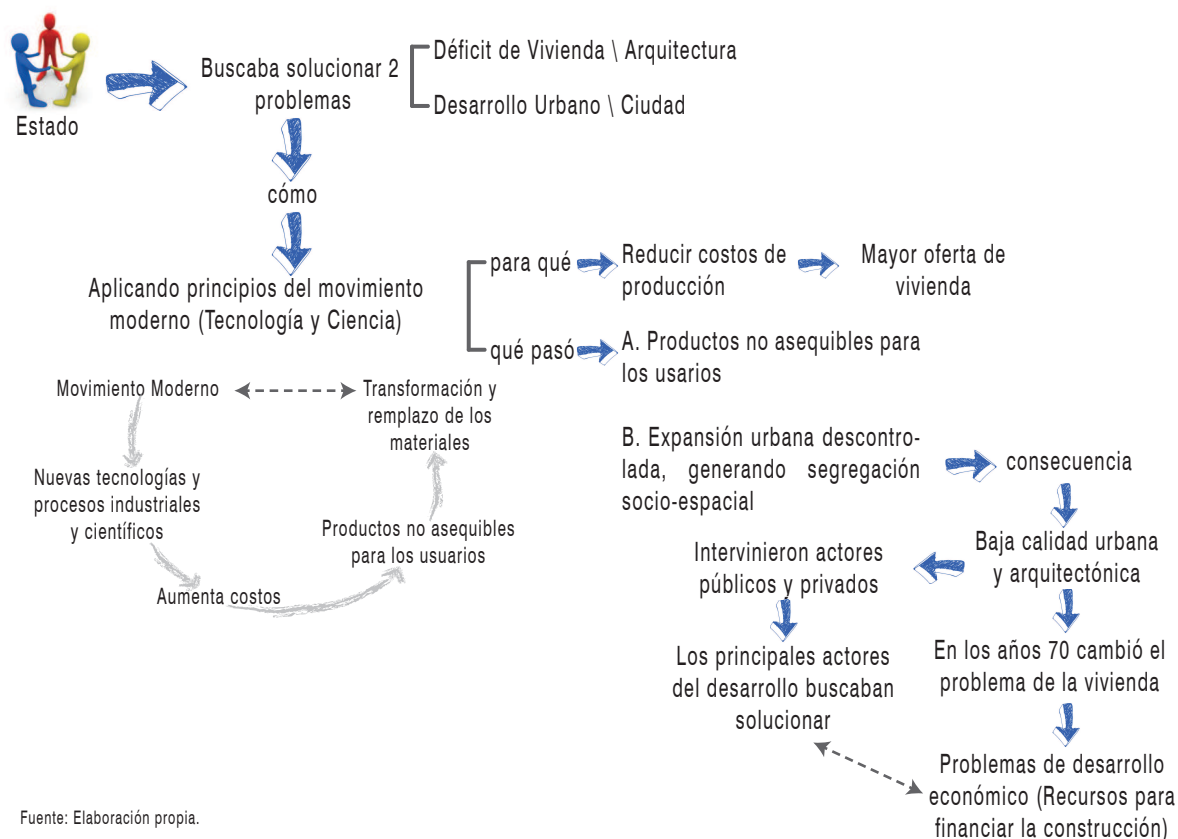 Estado
Buscaba solucionar 2
problemas
Déficit de Vivienda \ Arquitectura
Desarrollo Urbano \ Ciudad
cómo
Aplicando principios del movimiento
moderno (Tecnología y Ciencia)
para qué
Reducir costos de
producción
Mayor oferta de
vivienda
qué pasó
A. Productos no asequibles para
los usarios
Movimiento Moderno
Transformación y
remplazo de los
materiales
Nuevas tecnologías y
procesos industriales
y científicos
Productos no asequibles
para los usuarios
Aumenta costos
B. Expansión urbana descontro-
lada, generando segregación
socio-espacial
consecuencia
Baja calidad urbana
y arquitectónica
Intervinieron actores
públicos y privados
Los principales actores
del desarrollo buscaban
solucionar
En los años 70 cambió el
problema de la vivienda
Problemas de desarrollo
económico (Recursos para
financiar la construcción)
Fuente: Elaboración propia.